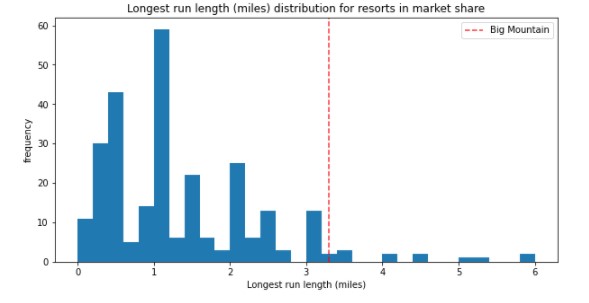 Longest run length (miles) distribution for resorts in market share
Big Mountain
60
50
40
30
20
10
0
frequency
0 1 2 3 4 5 6
Longest run length (miles)